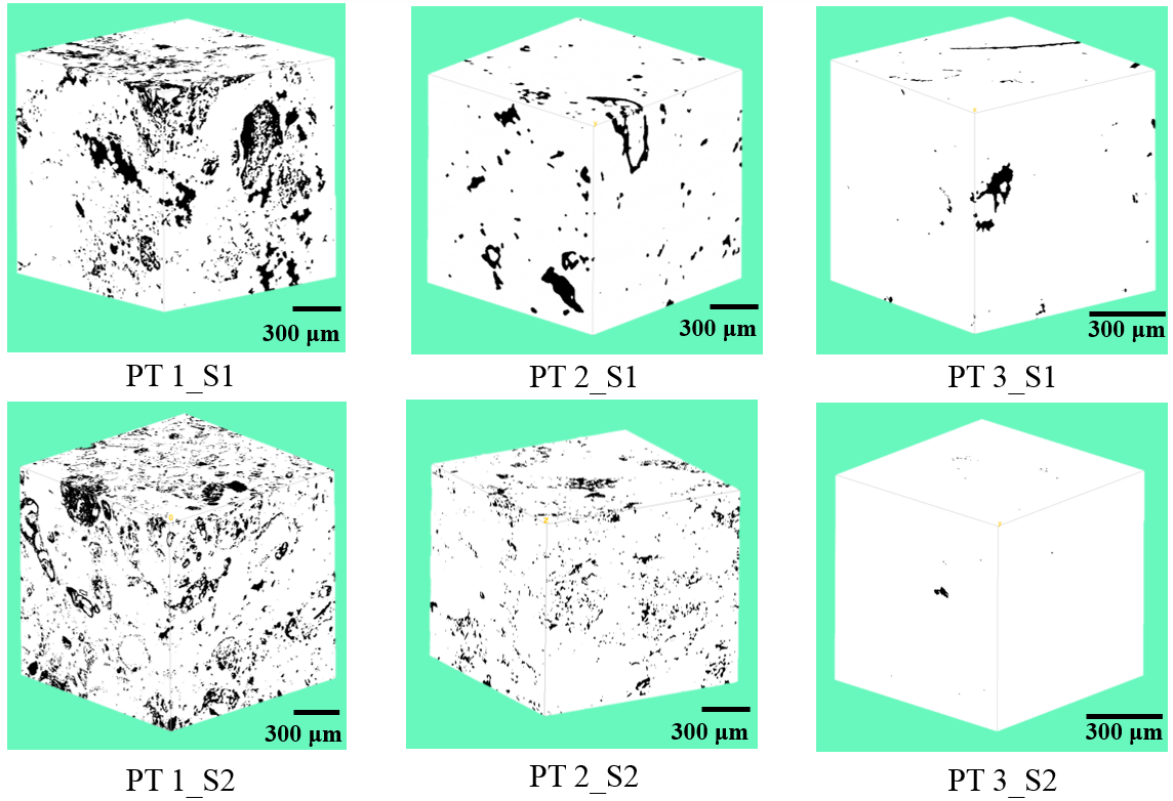 300 µm
300 µm
300 µm
PT 1_S1
PT 2_S1
PT 3_S1
300 µm
300 µm
300 µm
PT 1_S2
PT 2_S2
PT 3_S2